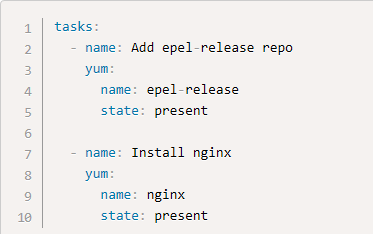 1 tasks:
2   - name: Add epel-release repo
3     yum:
4       name: epel-release
5       state: present
6
7   - name: Install nginx
8     yum:
9       name: nginx
10       state: present